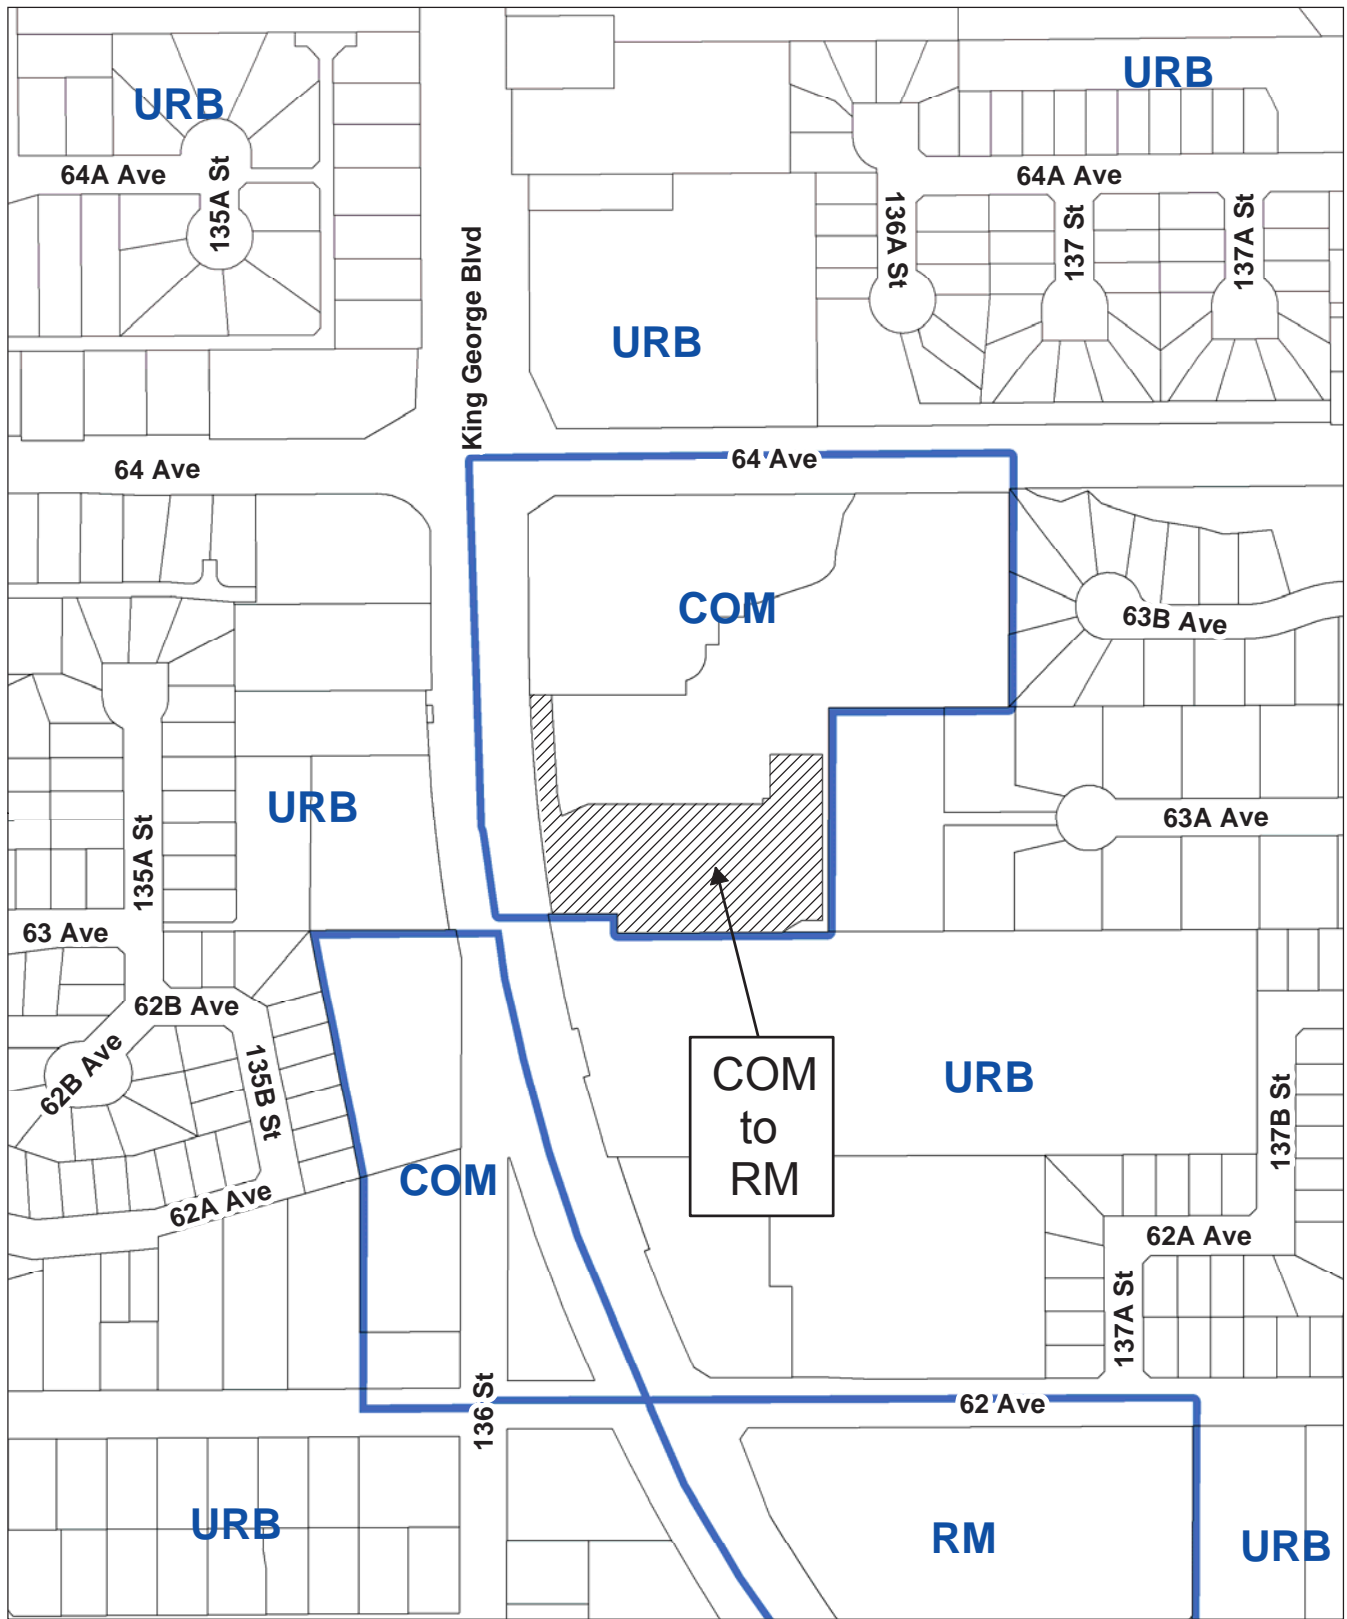 URB
URB
64A Ave
135A St
64A Ave
136A St
137 St
137A St
King George Blvd
URB
64 Ave
64 Ave
COM
63B Ave
URB
135A St
63A Ave
63 Ave
62B Ave
62B Ave
135B St
COM
to
RM
URB
137B St
COM
62A Ave
62A Ave
137A St
136 St
62 Ave
URB
RM
URB